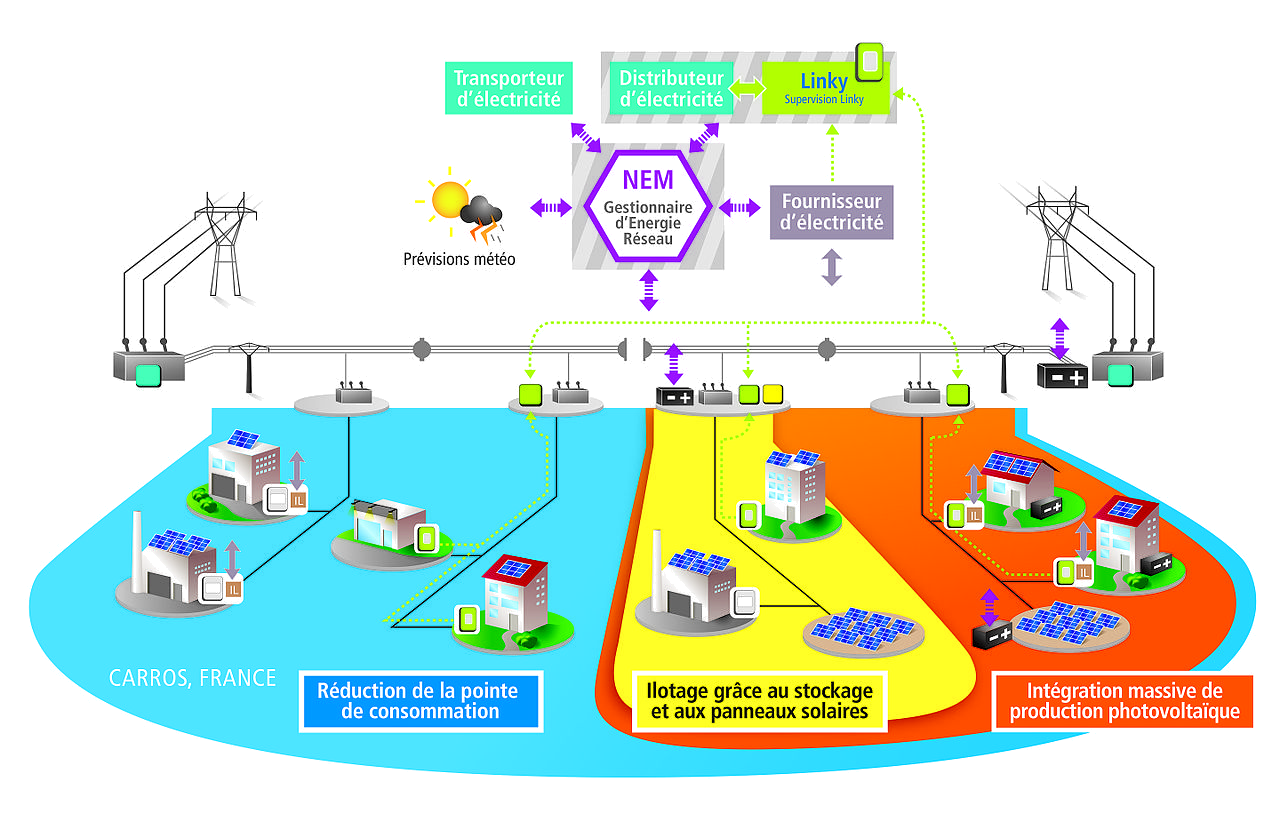 Transporteur
d'électricité
Distributeur
d'électricité
Linky
Supervision Linky
NEM
Gestionnaire
d'Energie
Réseau
Fournisseur
d'électricité
Prévisions météo
- +
- +
IL
IL
IL
- +
IL
- +
- +
CARROS, FRANCE
Réduction de la pointe
de consommation
Ilotage grâce au stockage
et aux panneaux solaires
Intégration massive de
production photovoltaïque